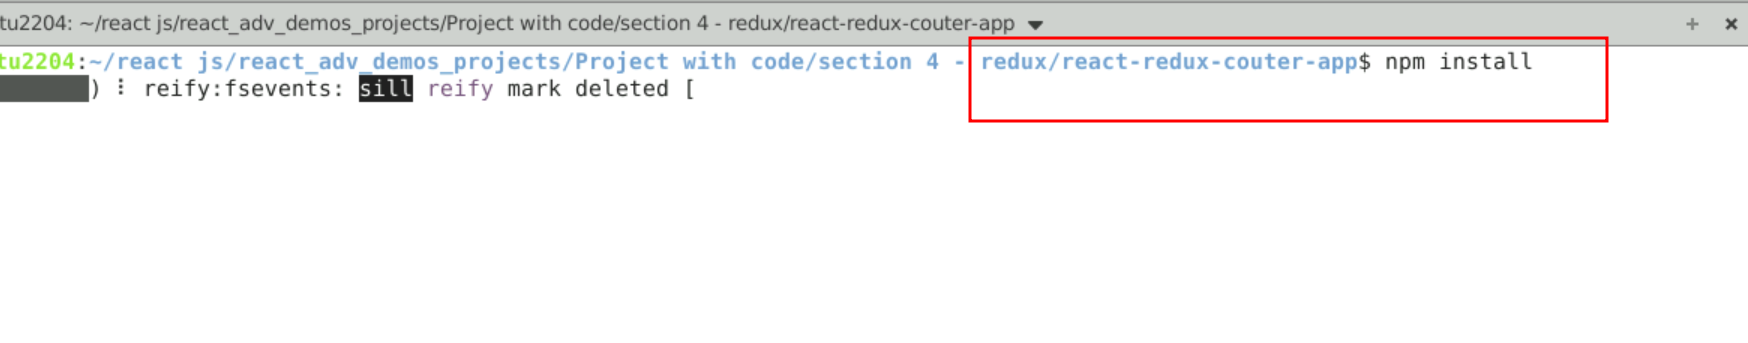 tu2204: ~/react js/react_adv_demos_projects/Project with code/section 4 - redux/react-redux-couter-app
tu2204:~/react js/react_adv_demos_projects/Project with code/section 4 - redux/react-redux-couter-app$ npm install
) ⠇ reify:fsevents: sill reify mark deleted [